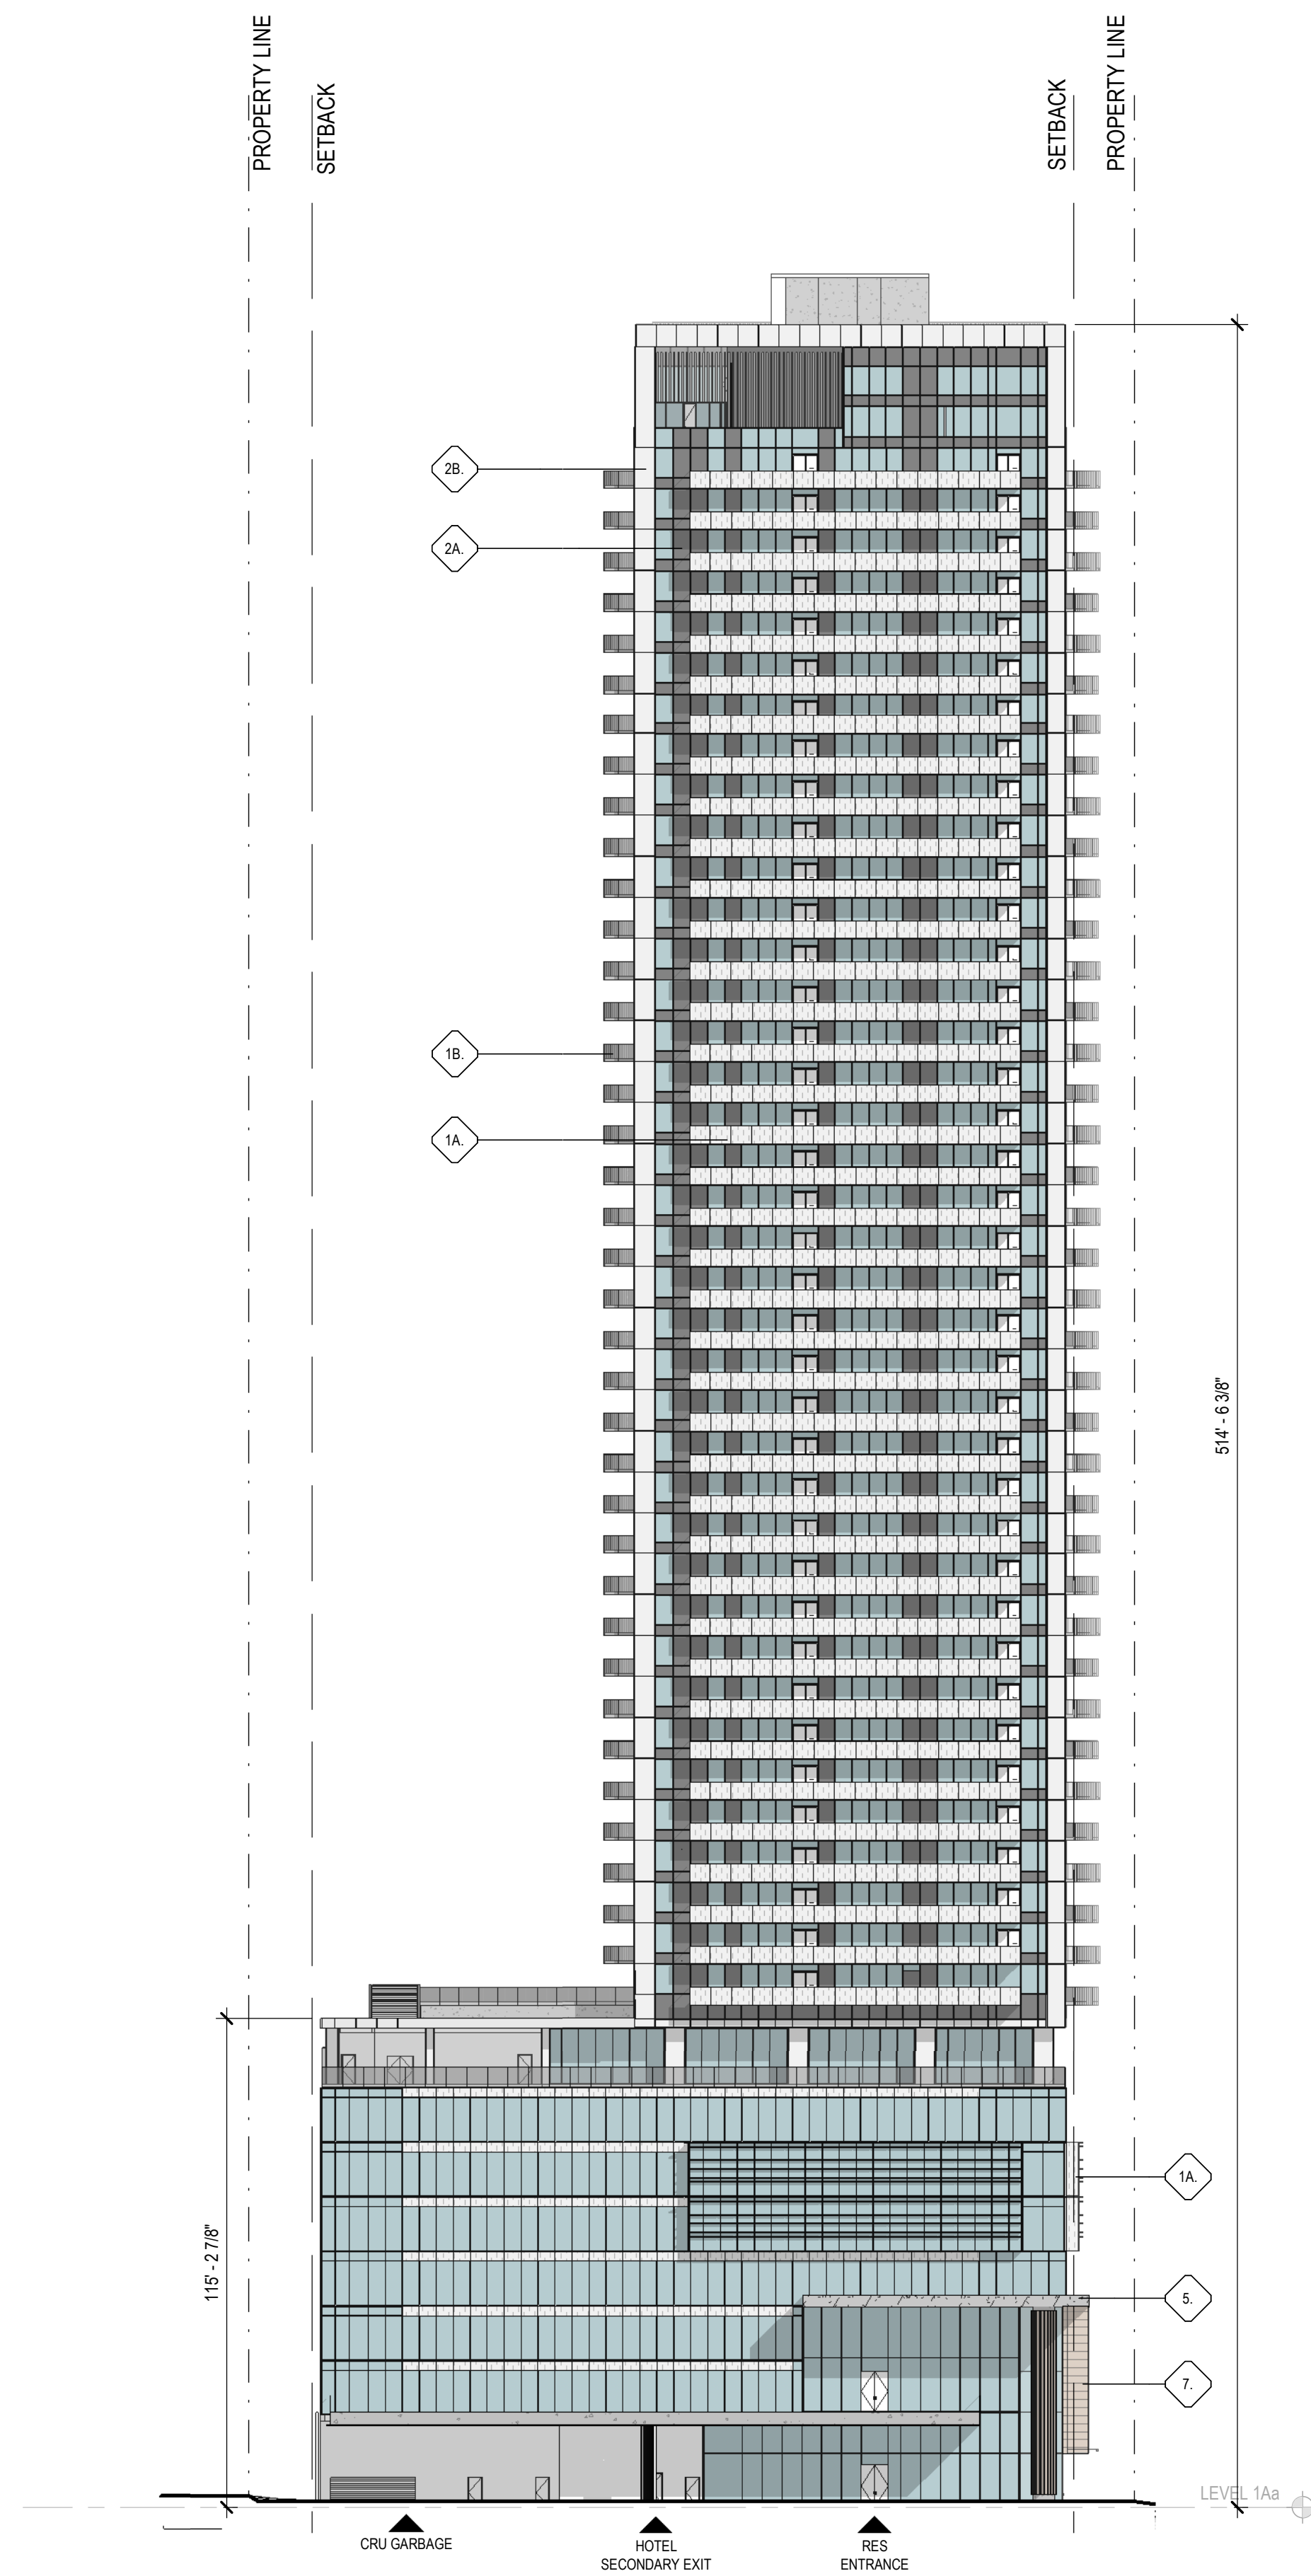 PROPERTY LINE
SETBACK
SETBACK
PROPERTY LINE
2B.
2A.
1B.
1A.
514' - 6 3/8"
115' - 2 7/8"
1A.
5.
7.
LEVEL 1Aa
CRU GARBAGE
HOTEL
SECONDARY EXIT
RES
ENTRANCE